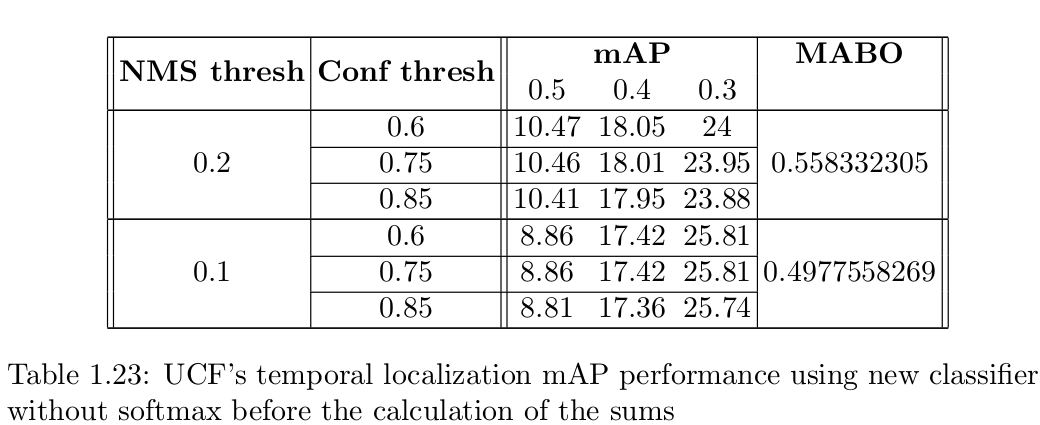 NMS thresh Conf thresh mAP MABO
0.5 0.4 0.3
0.2 0.6 10.47 18.05 24 0.558332305
0.75 10.46 18.01 23.95
0.85 10.41 17.95 23.88
0.1 0.6 8.86 17.42 25.81 0.4977558269
0.75 8.86 17.42 25.81
0.85 8.81 17.36 25.74
Table 1.23: UCF's temporal localization mAP performance using new classifier
without softmax before the calculation of the sums